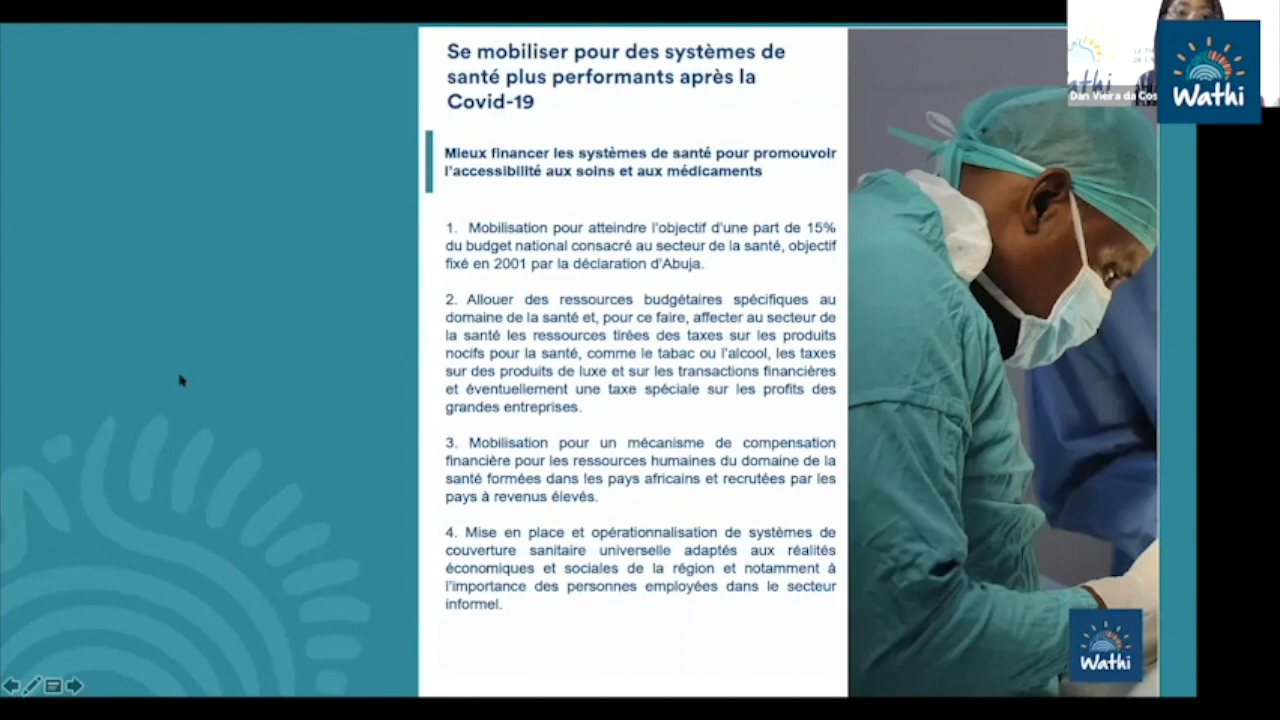 Se mobiliser pour des systèmes de
santé plus performants après la
Covid-19
Mieux financer les systèmes de santé pour promouvoir
l'accessibilité aux soins et aux médicaments
1. Mobilisation pour atteindre l'objectif d'une part de 15%
du budget national consacré au secteur de la santé, objectif
fixé en 2001 par la déclaration d'Abuja.
2. Allouer des ressources budgétaires spécifiques au
domaine de la santé et, pour ce faire, affecter au secteur de
la santé les ressources tirées des taxes sur les produits
nocifs pour la santé, comme le tabac ou l'alcool, les taxes
sur des produits de luxe et sur les transactions financières
et éventuellement une taxe spéciale sur les profits des
grandes entreprises.
3. Mobilisation pour un mécanisme de compensation
financière pour les ressources humaines du domaine de la
santé formées dans les pays africains et recrutées par les
pays à revenus élevés.
4. Mise en place et opérationnalisation de systèmes de
couverture sanitaire universelle adaptés aux réalités
économiques et sociales de la région et notamment à
l'importance des personnes employées dans le secteur
informel.
Dan Vieira da Cos
Wathi
Wathi